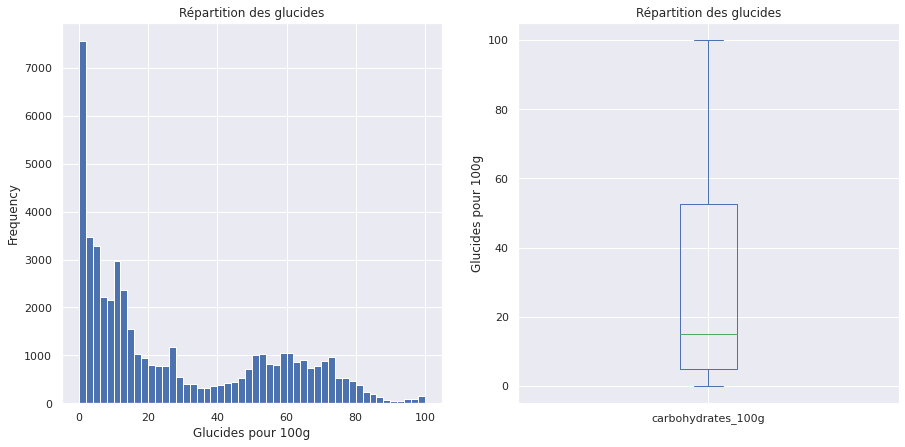 Répartition des glucides
Frequency
7000
6000
5000
4000
3000
2000
1000
0
0 20 40 60 80 100
Glucides pour 100g
Répartition des glucides
Glucides pour 100g
100
80
60
40
20
0
carbohydrates_100g